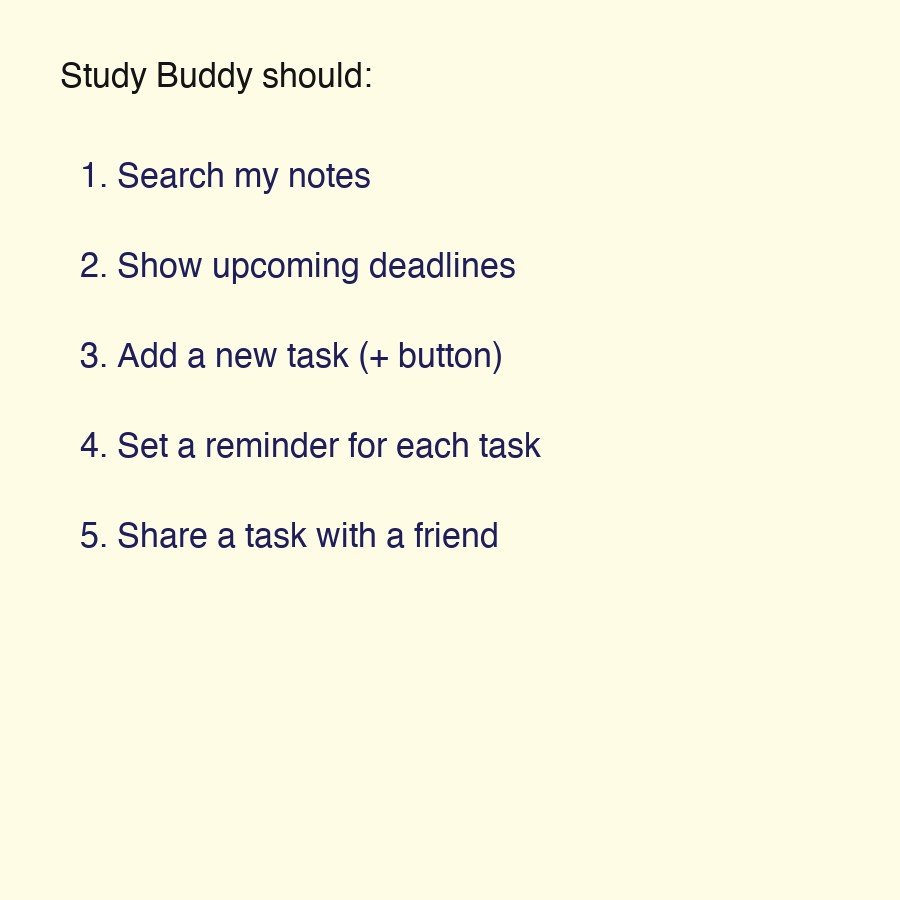 Study Buddy should:
1. Search my notes
2. Show upcoming deadlines
3. Add a new task (+ button)
4. Set a reminder for each task
5. Share a task with a friend